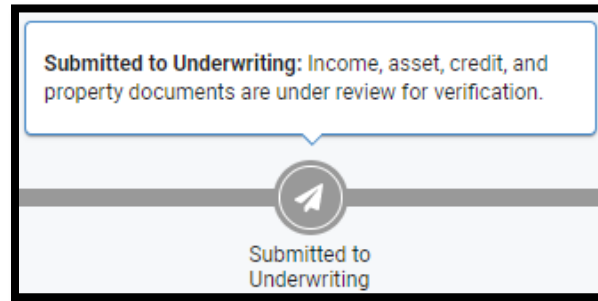 Submitted to Underwriting: Income, asset, credit, and
property documents are under review for verification.
Submitted to
Underwriting